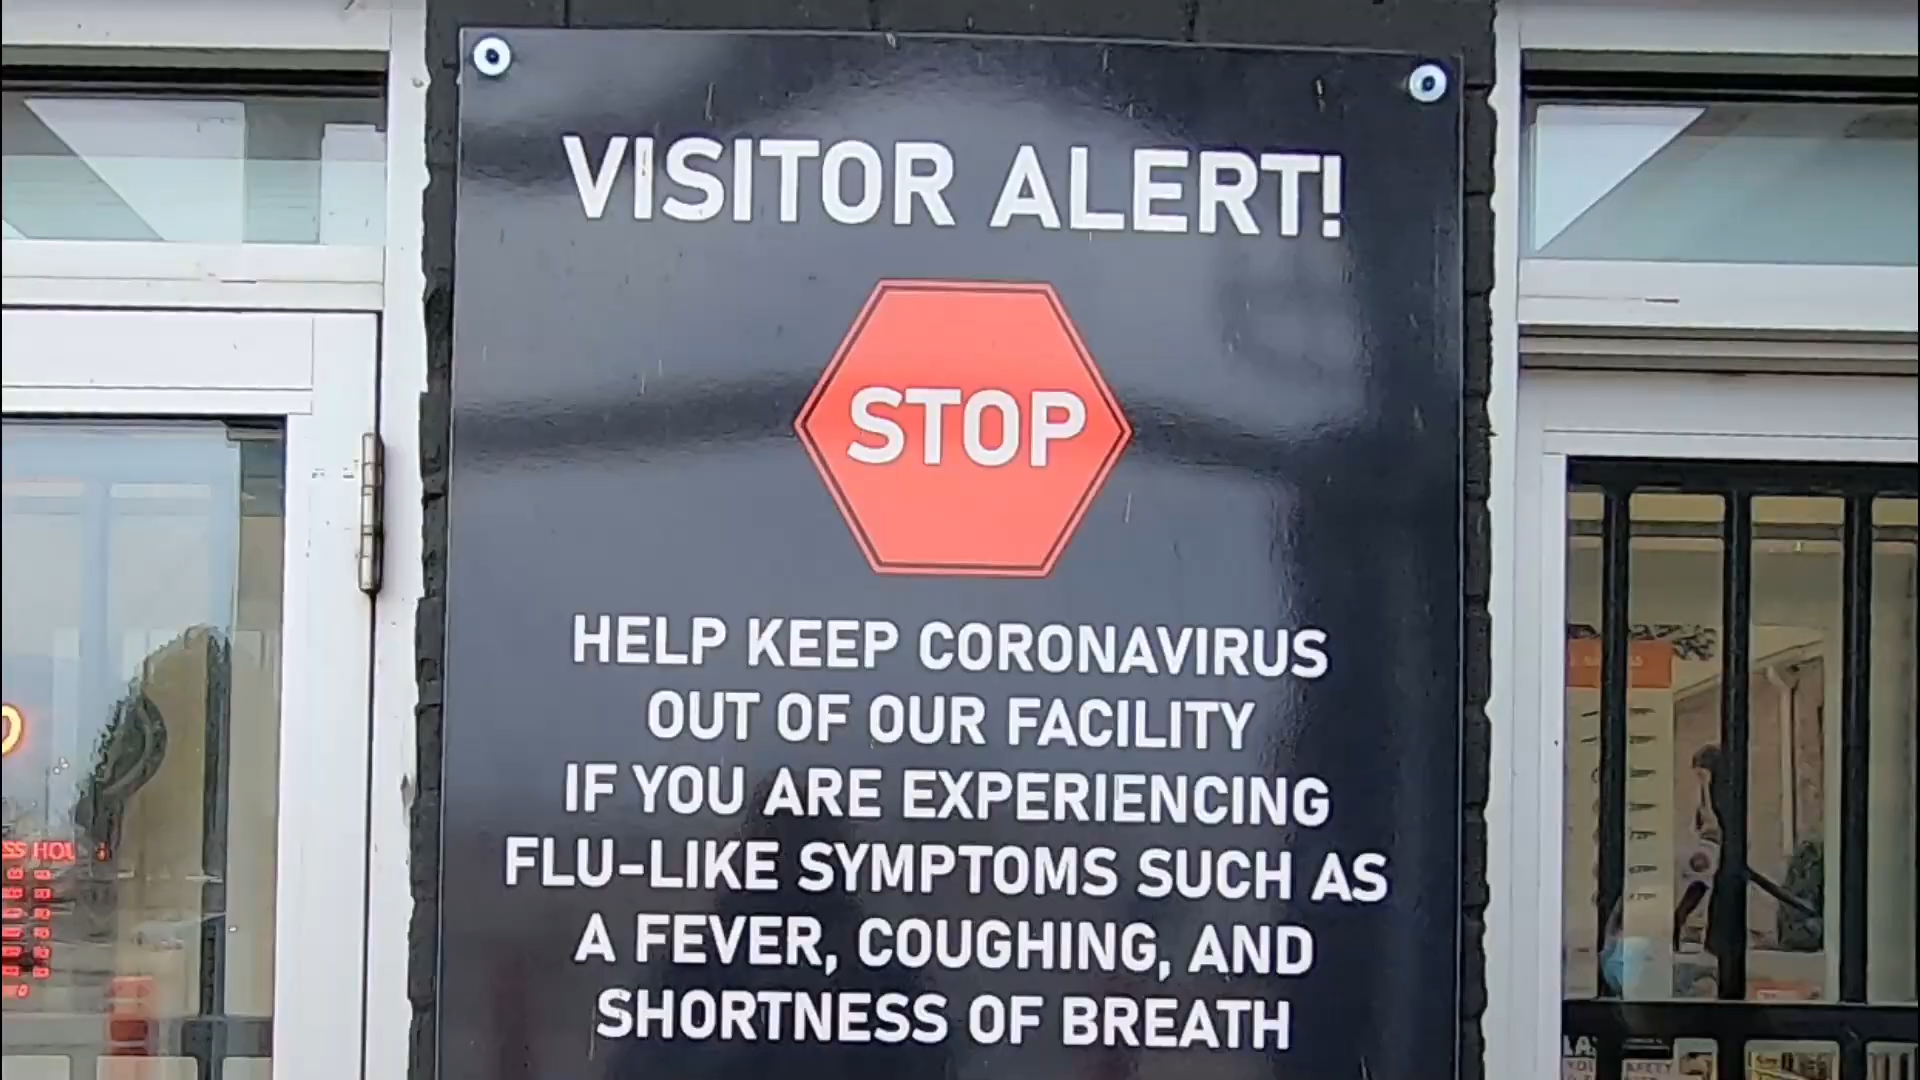 VISITOR ALERT!
STOP
HELP KEEP CORONAVIRUS
OUT OF OUR FACILITY
IF YOU ARE EXPERIENCING
FLU-LIKE SYMPTOMS SUCH AS
A FEVER, COUGHING, AND
SHORTNESS OF BREATH